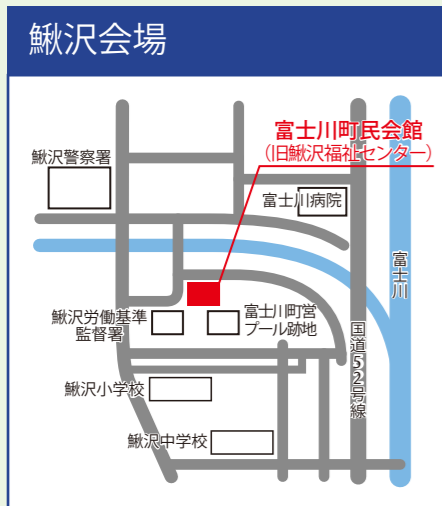 鰍沢会場
富士川町民会館
（旧鰍沢福祉センター）
鰍沢警察署
富士川病院
富士川
鰍沢労働基準
監督署
富士川町営
プール跡地
国道52号線
鰍沢小学校
鰍沢中学校